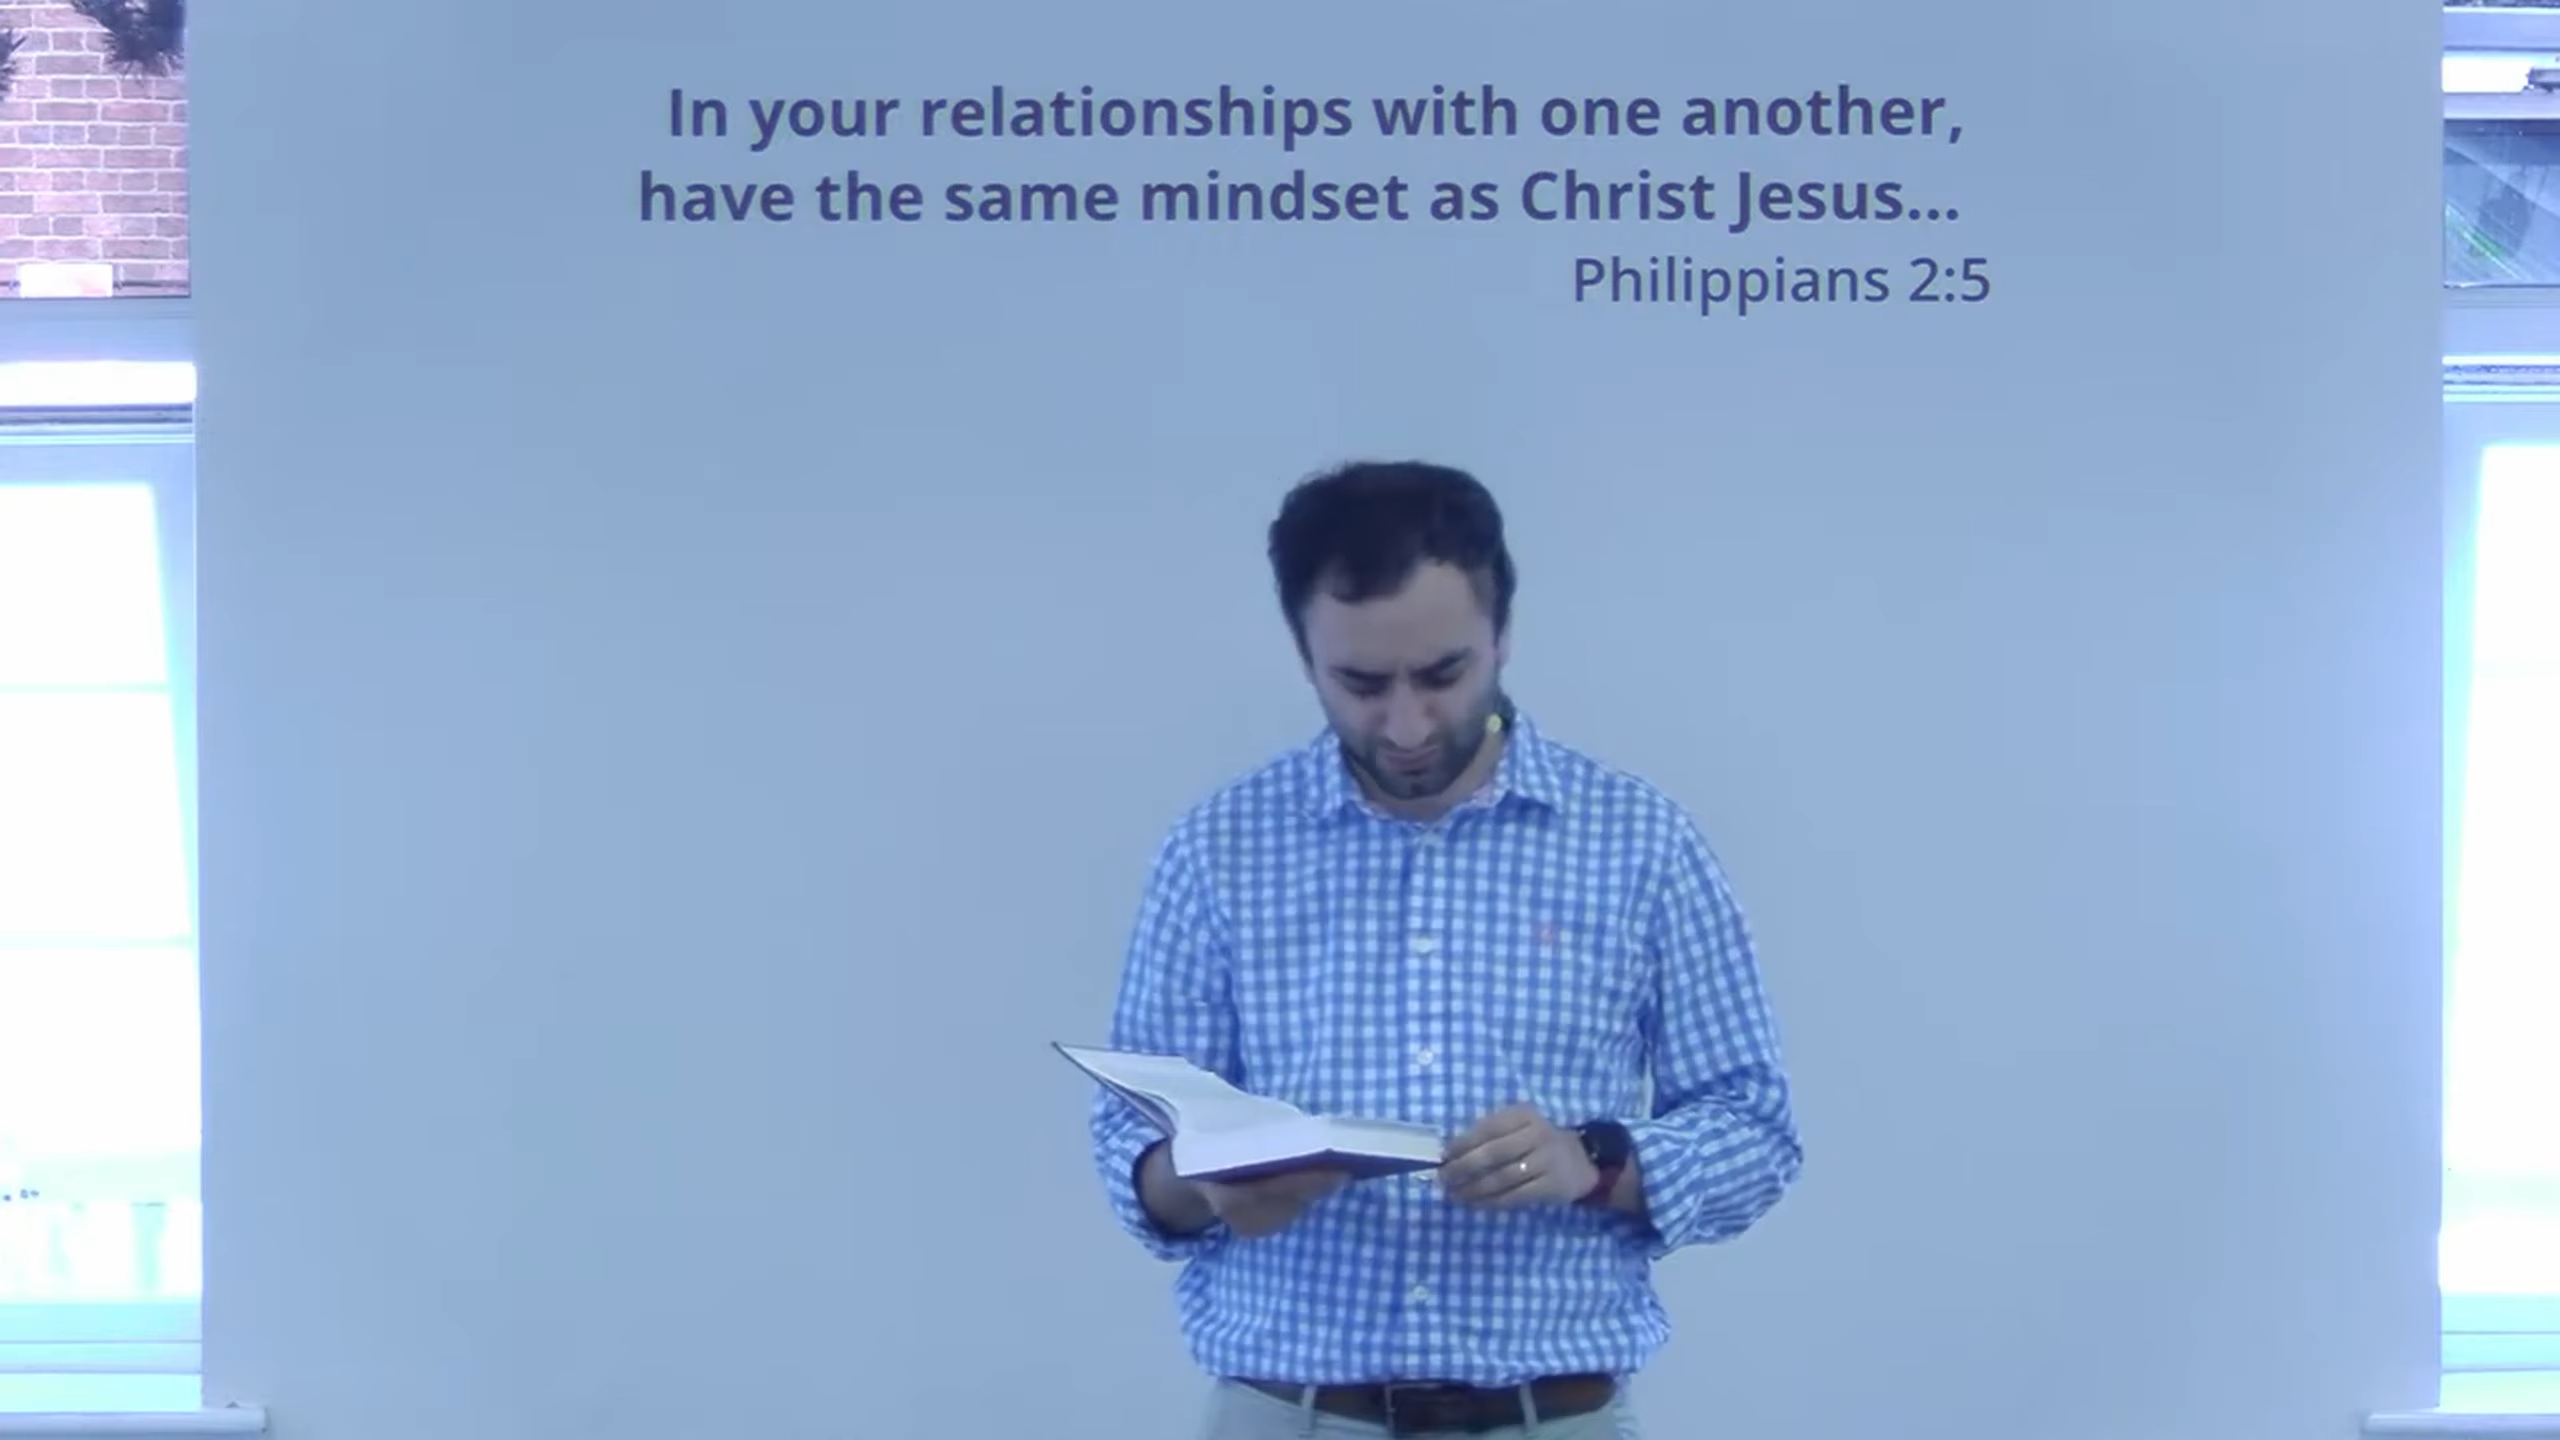 In your relationships with one another,
have the same mindset as Christ Jesus...
Philippians 2:5